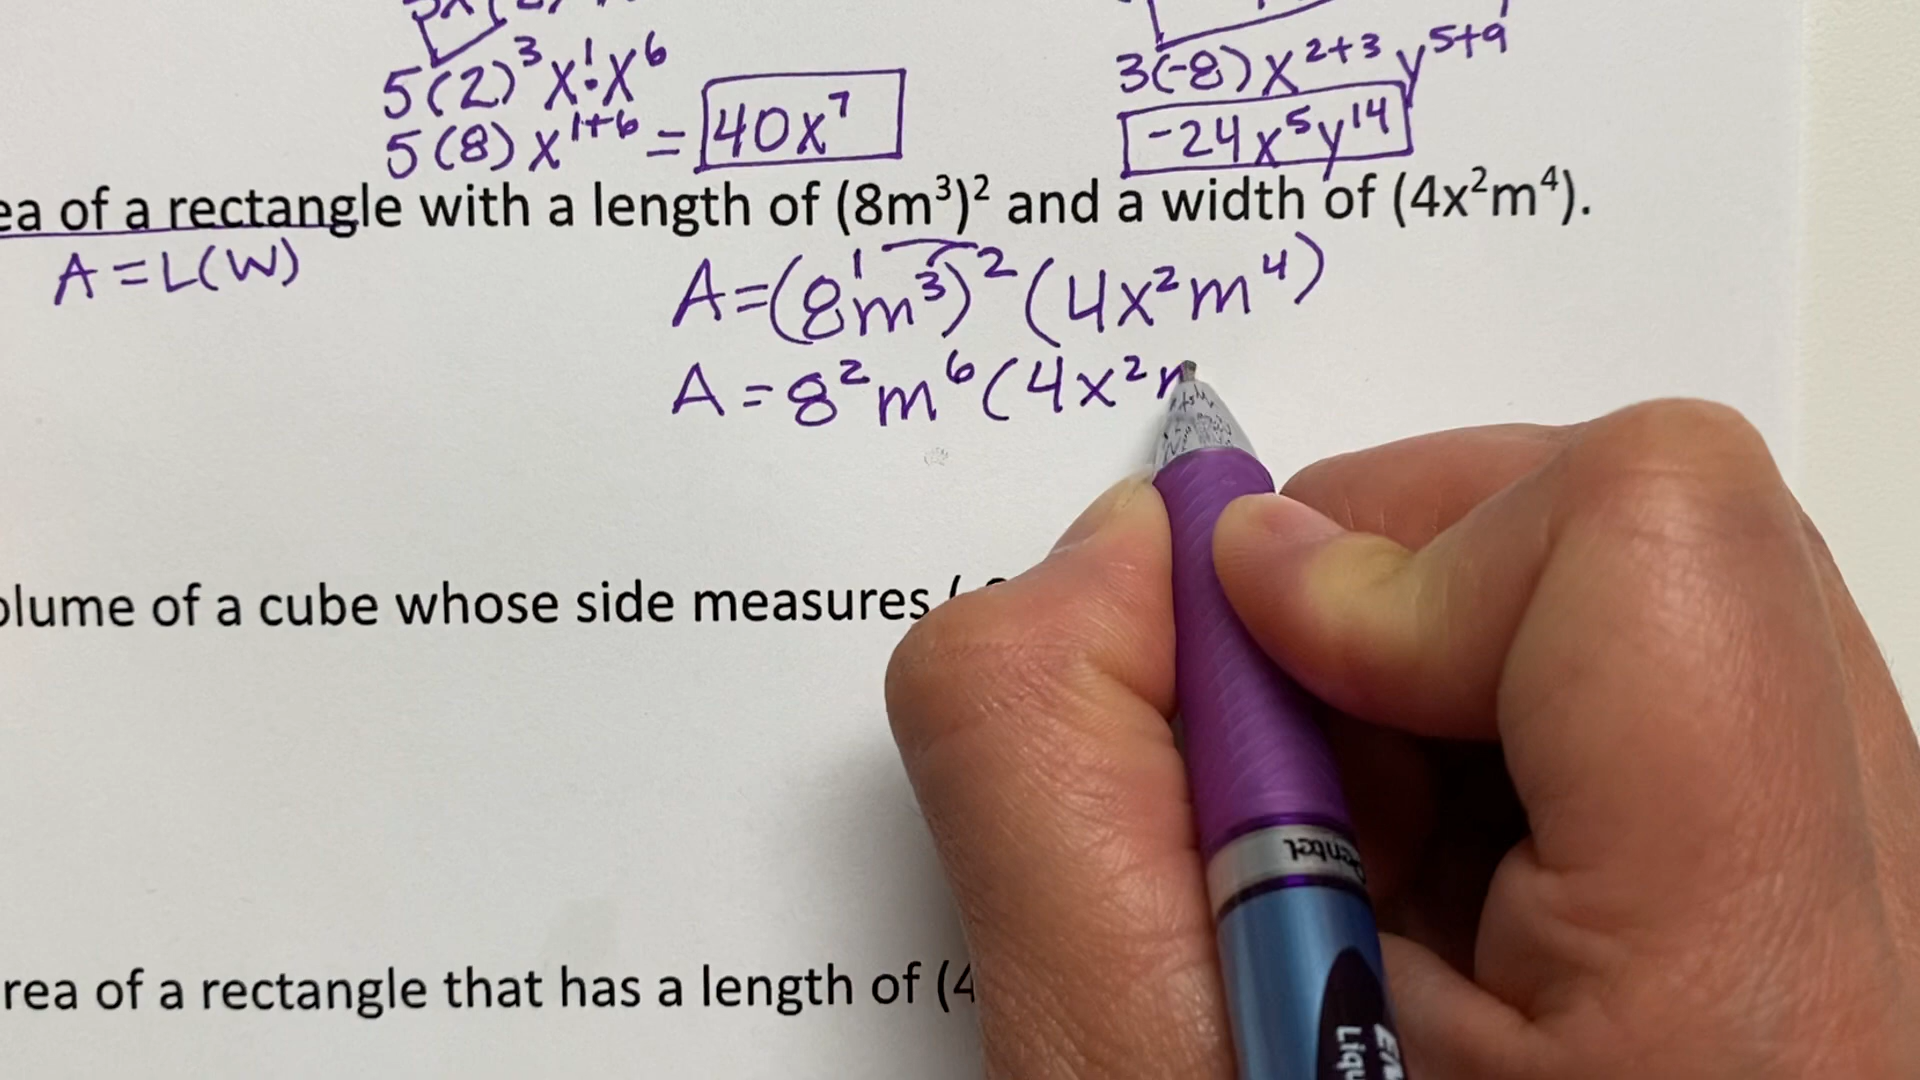 5(2)³x¹·x⁶
5(8)x¹⁺⁶ = 40x⁷
3(-8)x²⁺³y⁵⁺⁹
-24x⁵y¹⁴
ea of a rectangle with a length of (8m³)² and a width of (4x²m⁴).
A=L(W)
A=(8¹m³)²(4x²m⁴)
A=8²m⁶(4x²
olume of a cube whose side measures (
rea of a rectangle that has a length of (4
Liqu